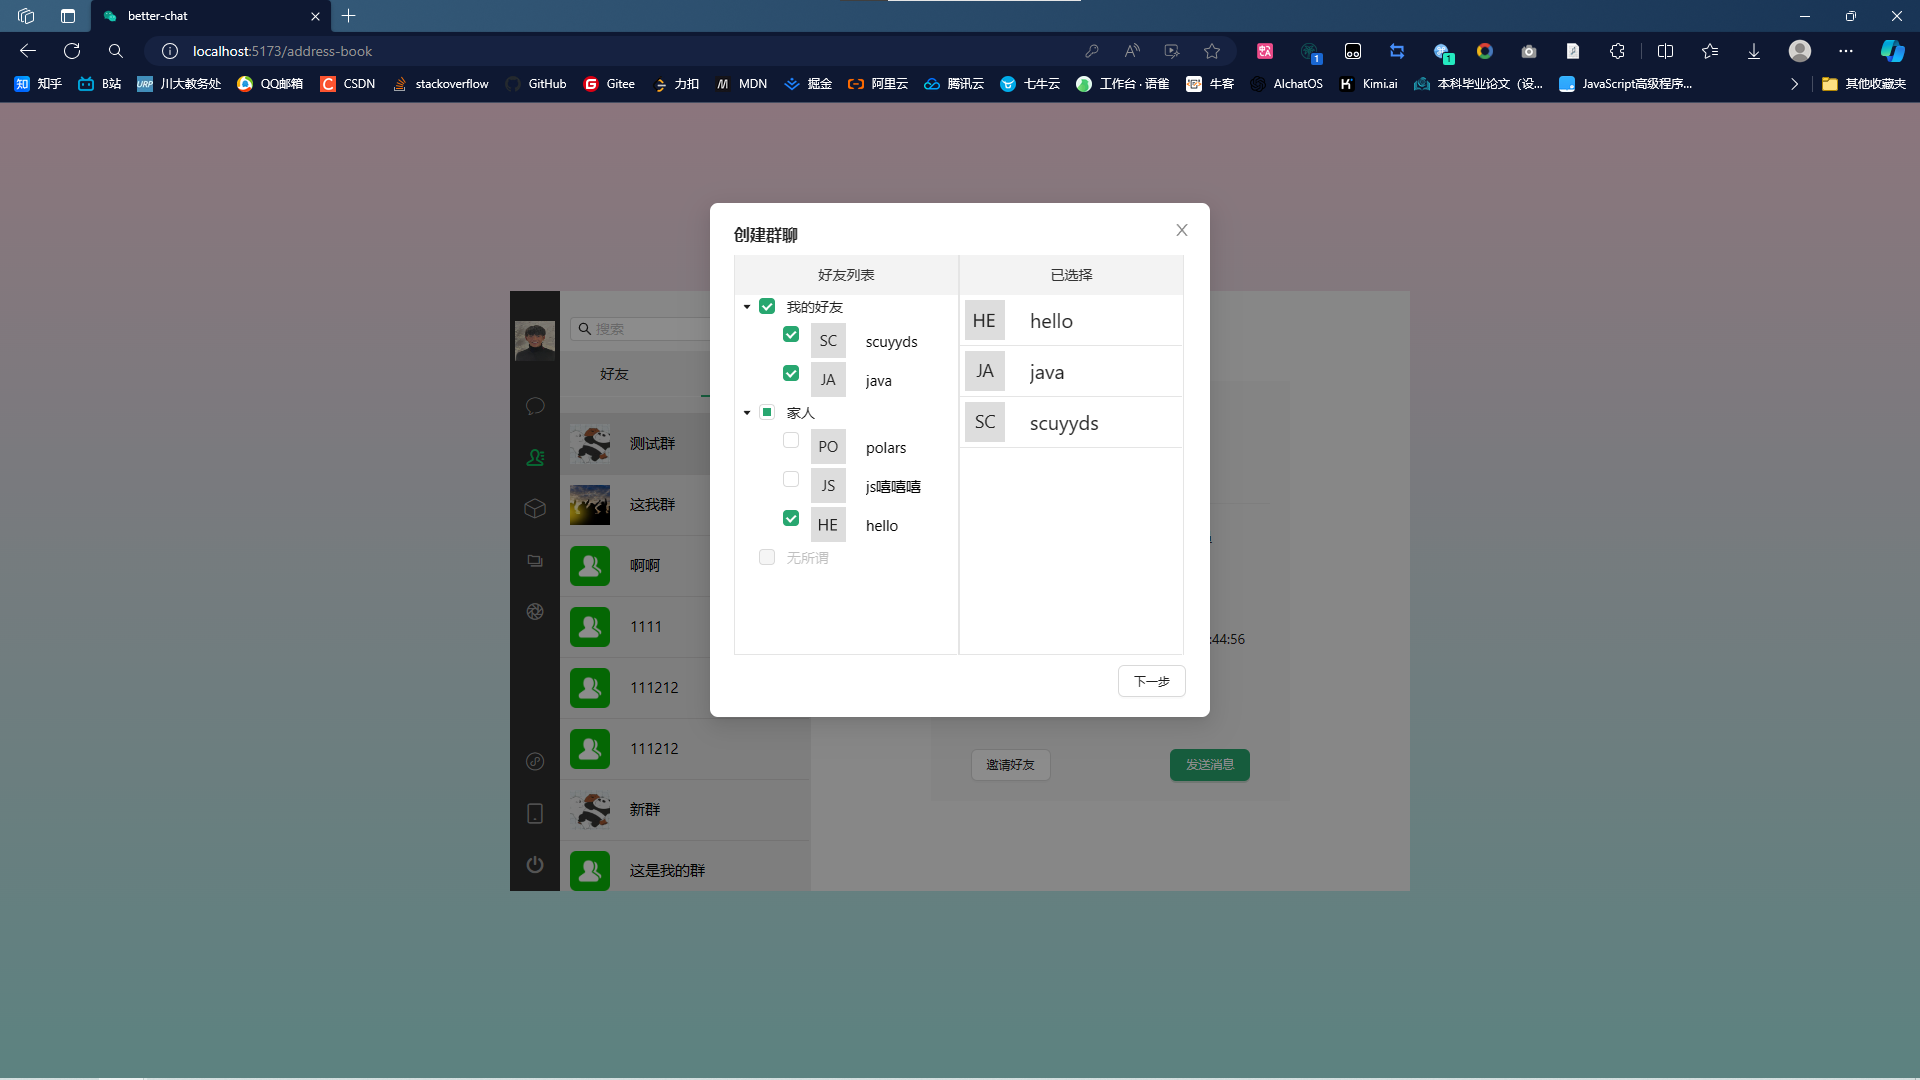 better-chat
localhost:5173/address-book
1
1
知 知乎
B站
URP 川大教务处
QQ邮箱
C CSDN
stackoverflow
GitHub
G Gitee
力扣
M MDN
掘金
阿里云
腾讯云
七牛云
工作台 · 语雀
牛客
AIchatOS
Kimi.ai
本科毕业论文（设...
JavaScript高级程序...
其他收藏夹
创建群聊
好友列表
已选择
我的好友
SC scuyyds
JA java
家人
PO polars
JS js嘻嘻嘻
HE hello
无所谓
HE hello
JA java
SC scuyyds
下一步
搜索
好友
测试群
这我群
啊啊
1111
111212
111212
新群
这是我的群
:44:56
邀请好友
发送消息